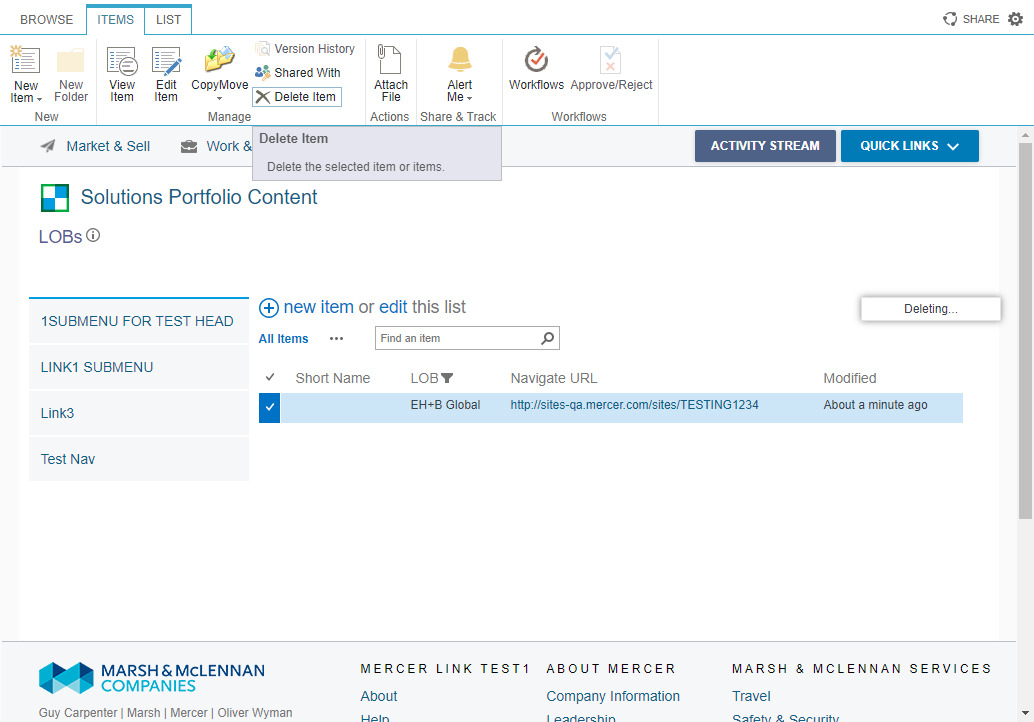 BROWSE ITEMS LIST SHARE
New Item
New Folder
View Item
Edit Item
CopyMove
Version History
Shared With
Delete Item
Attach File
Alert Me
Workflows
Approve/Reject
New Manage Actions Share & Track Workflows
Market & Sell Work &
ACTIVITY STREAM QUICK LINKS
Delete Item
Delete the selected item or items.
Solutions Portfolio Content
LOBs
1SUBMENU FOR TEST HEAD
LINK1 SUBMENU
Link3
Test Nav
new item or edit this list
Deleting...
All Items ••• Find an item
Short Name LOB Navigate URL Modified
EH+B Global http://sites-qa.mercer.com/sites/TESTING1234 About a minute ago
MARSH & McLENNAN
COMPANIES
Guy Carpenter | Marsh | Mercer | Oliver Wyman
MERCER LINK TEST1
About
Help
ABOUT MERCER
Company Information
Leadership
MARSH & MCLENNAN SERVICES
Travel
Safety & Security